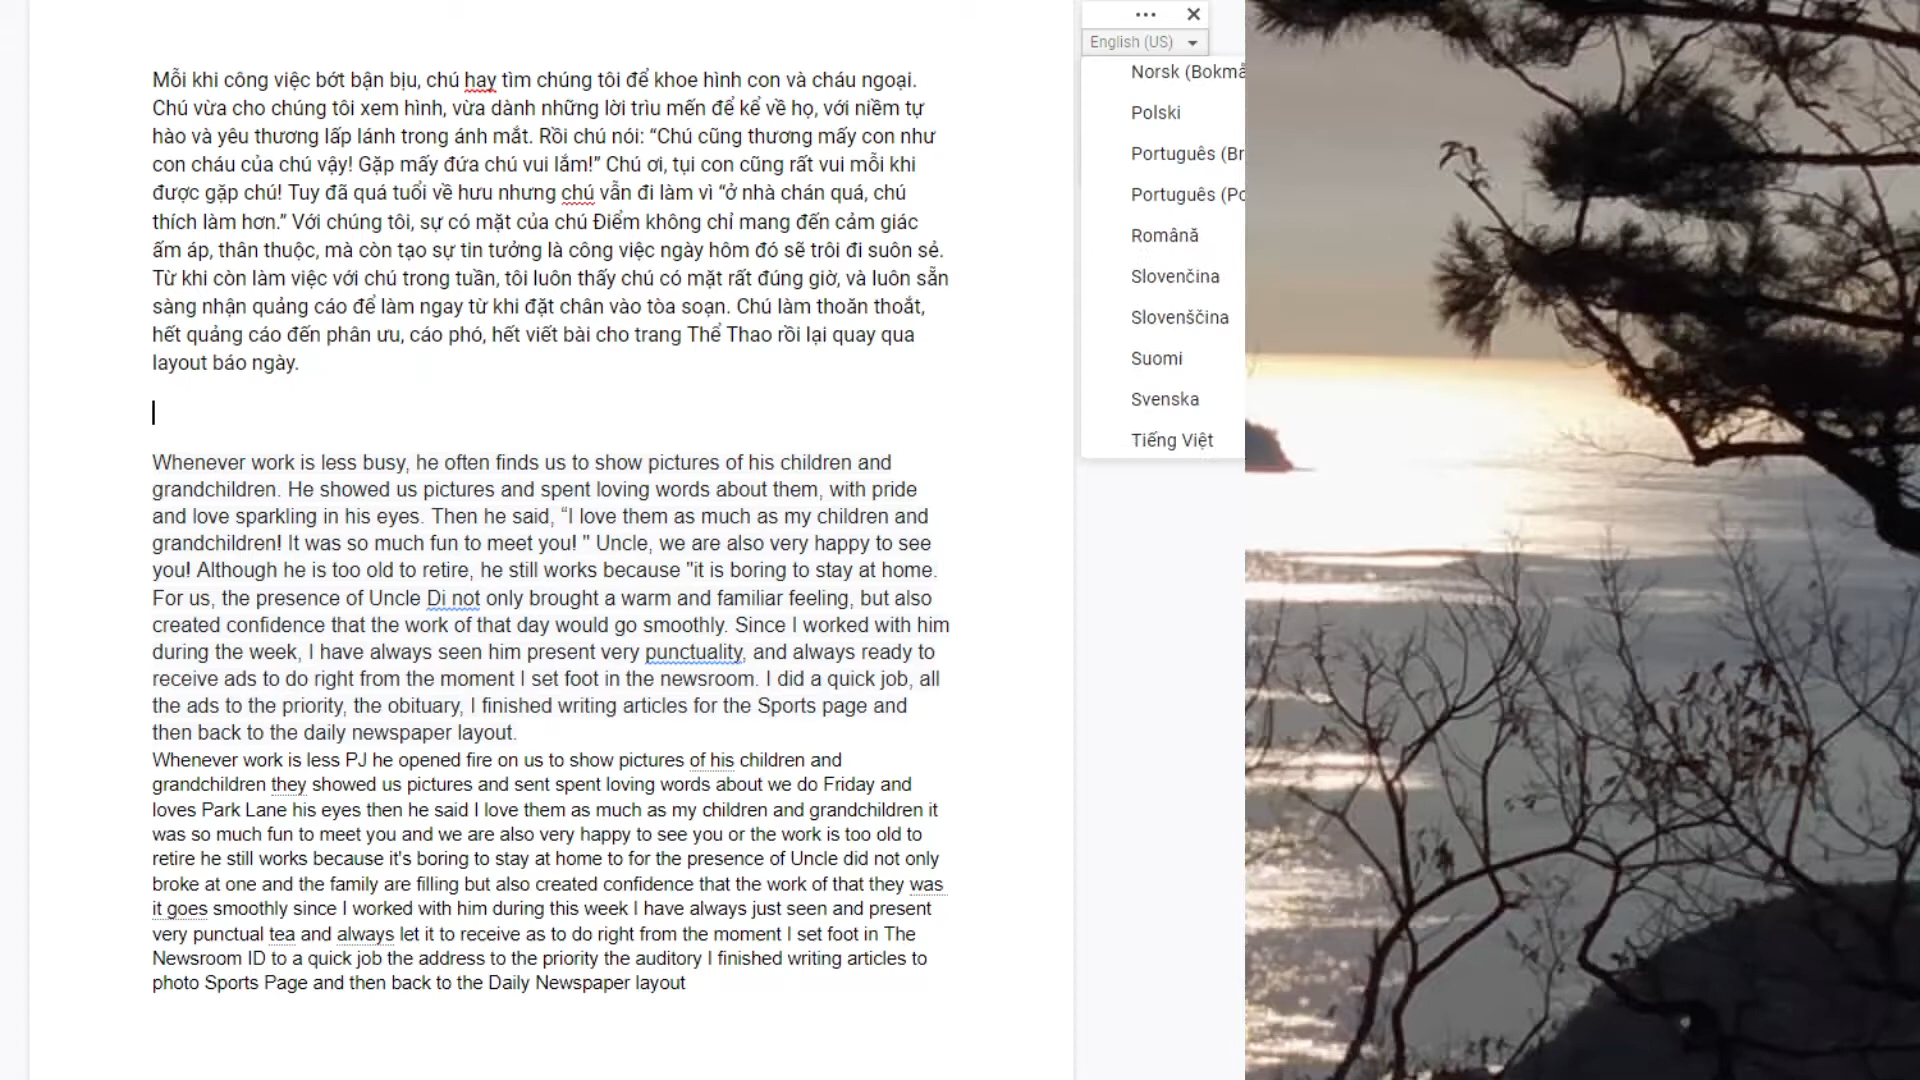 Mỗi khi công việc bớt bận bịu, chú hay tìm chúng tôi để khoe hình con và cháu ngoại.
Chú vừa cho chúng tôi xem hình, vừa dành những lời trìu mến để kể về họ, với niềm tự
hào và yêu thương lấp lánh trong ánh mắt. Rồi chú nói: “Chú cũng thương mấy con như
con cháu của chú vậy! Gặp mấy đứa chú vui lắm!” Chú ơi, tụi con cũng rất vui mỗi khi
được gặp chú! Tuy đã quá tuổi về hưu nhưng chú vẫn đi làm vì “ở nhà chán quá, chú
thích làm hơn.” Với chúng tôi, sự có mặt của chú Điểm không chỉ mang đến cảm giác
ấm áp, thân thuộc, mà còn tạo sự tin tưởng là công việc ngày hôm đó sẽ trôi đi suôn sẻ.
Từ khi còn làm việc với chú trong tuần, tôi luôn thấy chú có mặt rất đúng giờ, và luôn sẵn
sàng nhận quảng cáo để làm ngay từ khi đặt chân vào tòa soạn. Chú làm thoăn thoắt,
hết quảng cáo đến phân ưu, cáo phó, hết viết bài cho trang Thể Thao rồi lại quay qua
layout báo ngày.
Whenever work is less busy, he often finds us to show pictures of his children and
grandchildren. He showed us pictures and spent loving words about them, with pride
and love sparkling in his eyes. Then he said, “I love them as much as my children and
grandchildren! It was so much fun to meet you! " Uncle, we are also very happy to see
you! Although he is too old to retire, he still works because "it is boring to stay at home.
For us, the presence of Uncle Di not only brought a warm and familiar feeling, but also
created confidence that the work of that day would go smoothly. Since I worked with him
during the week, I have always seen him present very punctuality, and always ready to
receive ads to do right from the moment I set foot in the newsroom. I did a quick job, all
the ads to the priority, the obituary, I finished writing articles for the Sports page and
then back to the daily newspaper layout.
Whenever work is less PJ he opened fire on us to show pictures of his children and
grandchildren they showed us pictures and sent spent loving words about we do Friday and
loves Park Lane his eyes then he said I love them as much as my children and grandchildren it
was so much fun to meet you and we are also very happy to see you or the work is too old to
retire he still works because it's boring to stay at home to for the presence of Uncle did not only
broke at one and the family are filling but also created confidence that the work of that they was
it goes smoothly since I worked with him during this week I have always just seen and present
very punctual tea and always let it to receive as to do right from the moment I set foot in The
Newsroom ID to a quick job the address to the priority the auditory I finished writing articles to
photo Sports Page and then back to the Daily Newspaper layout
English (US)
Norsk (Bokmå
Polski
Português (Br
Português (Po
Română
Slovenčina
Slovenščina
Suomi
Svenska
Tiếng Việt